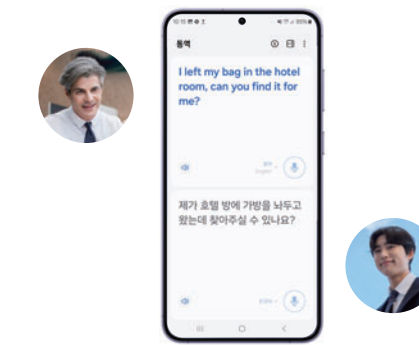 통역
I left my bag in the hotel
room, can you find it for
me?
English
제가 호텔 방에 가방을 놔두고
왔는데 찾아주실 수 있나요?